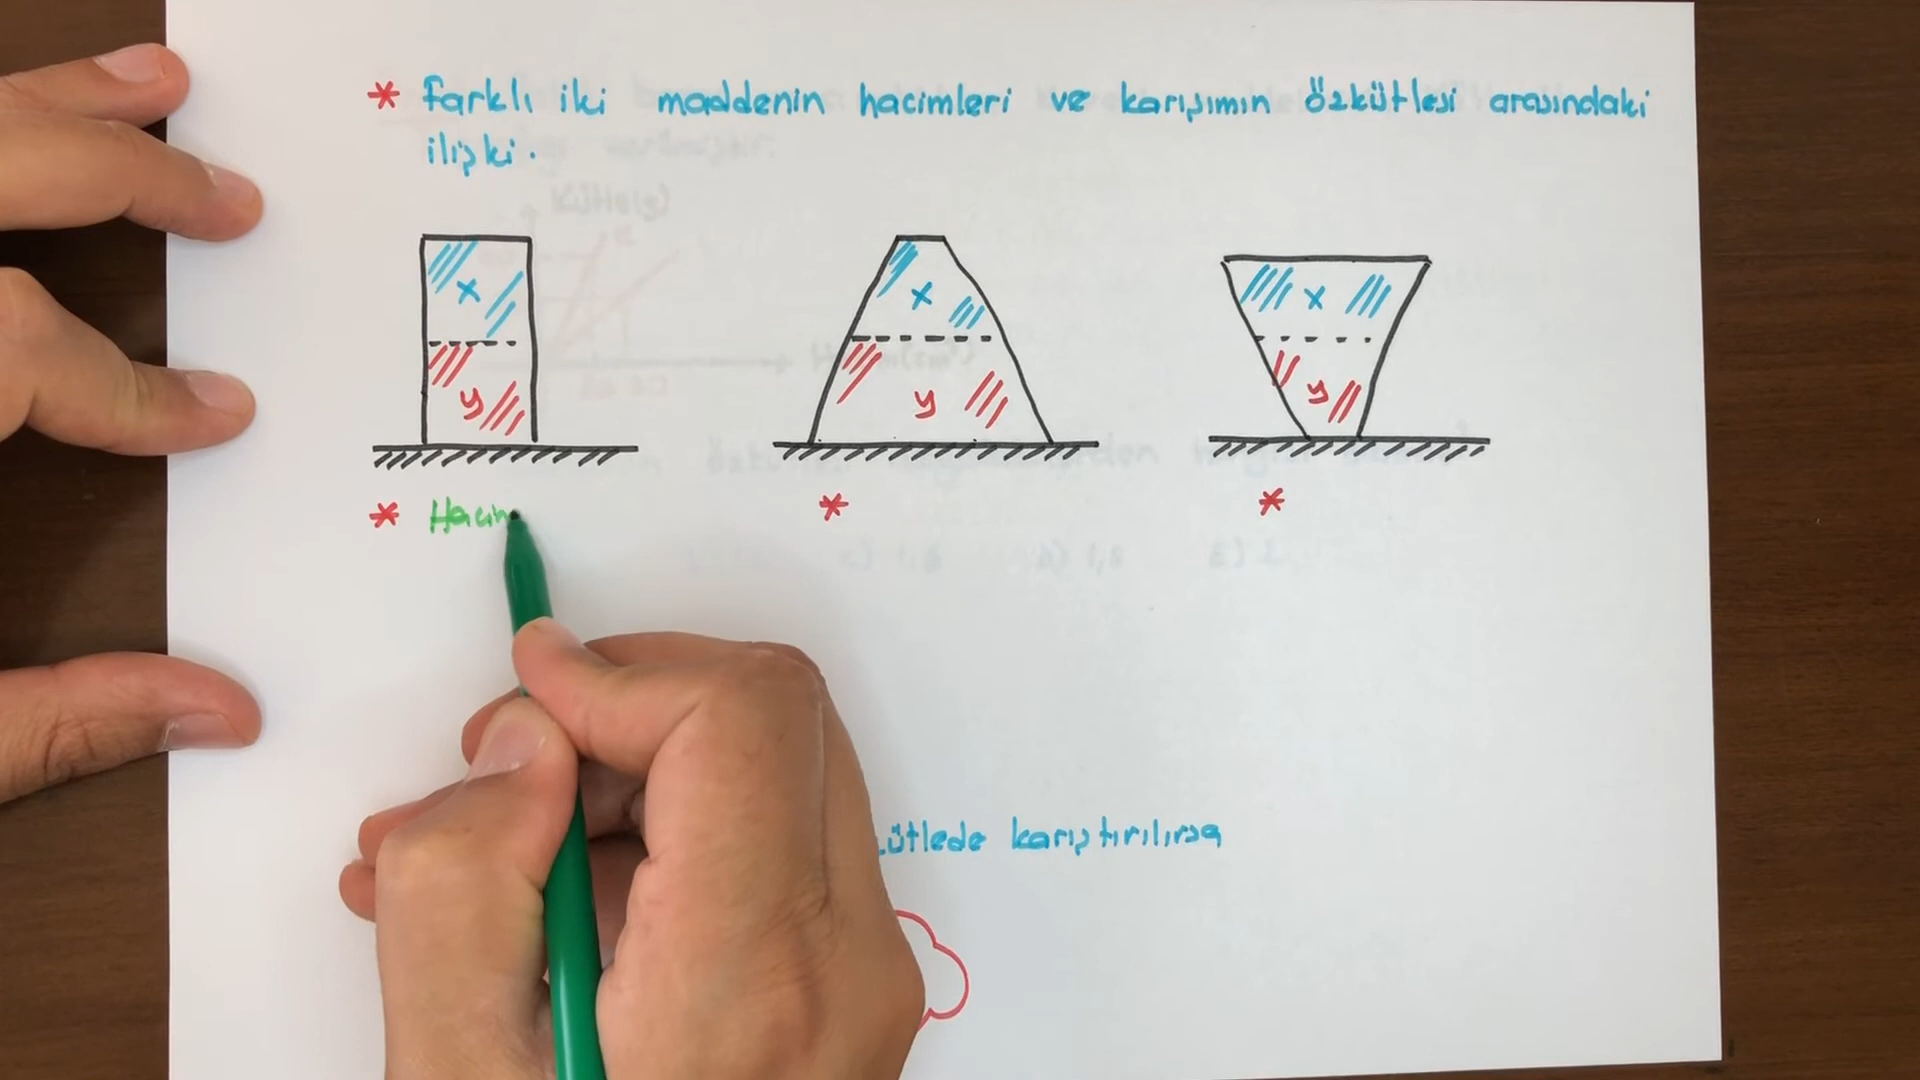 * Farklı iki maddenin hacimleri ve karışımın özkütlesi arasındaki
ilişki.
x
y
x
y
x
y
* Hacim
*
*
kütlede karıştırılırsa